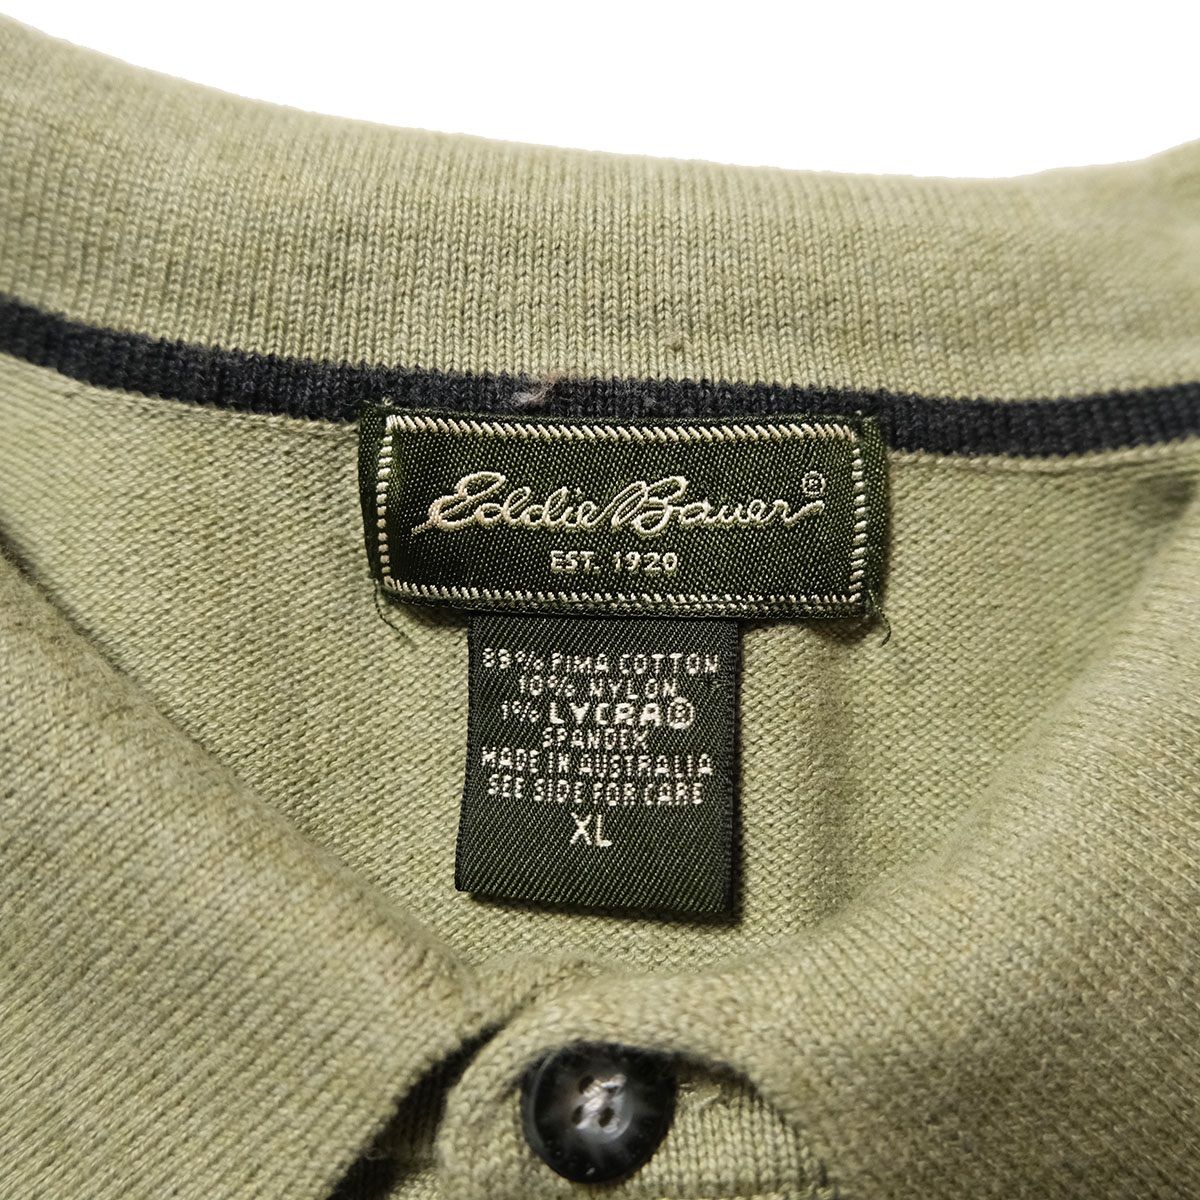 Eddie Bauer®
EST. 1920
89% PIMA COTTON
10% NYLON
1% LYCRA®
SPANDEX
MADE IN AUSTRALIA
SEE SIDE FOR CARE
XL